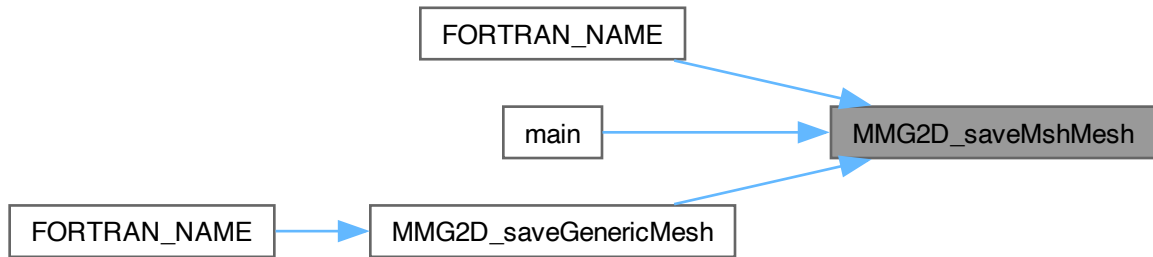 FORTRAN_NAME
main
MMG2D_saveMshMesh
FORTRAN_NAME
MMG2D_saveGenericMesh